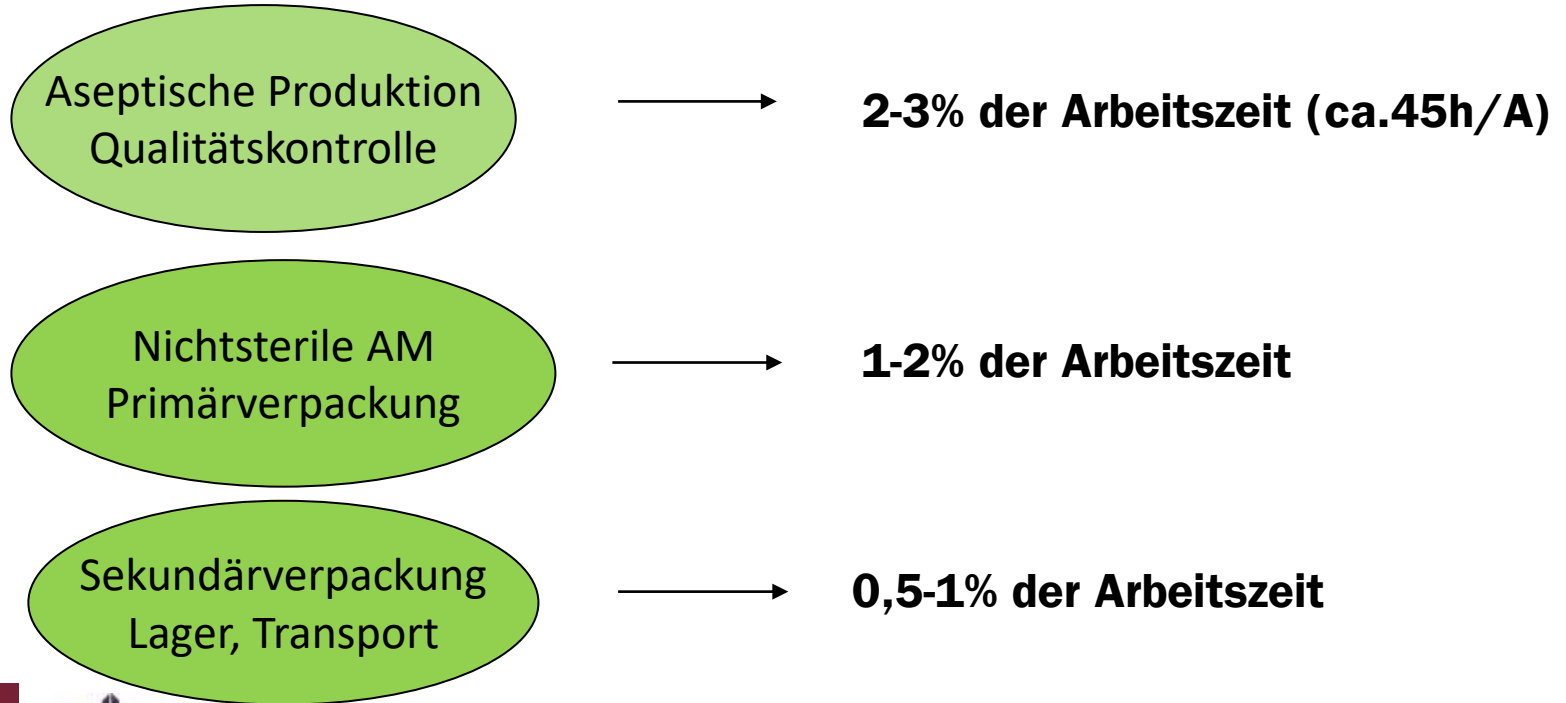 Aseptische Produktion
Qualitätskontrolle
2-3% der Arbeitszeit (ca.45h/A)
Nichtsterile AM
Primärverpackung
1-2% der Arbeitszeit
Sekundärverpackung
Lager, Transport
0,5-1% der Arbeitszeit